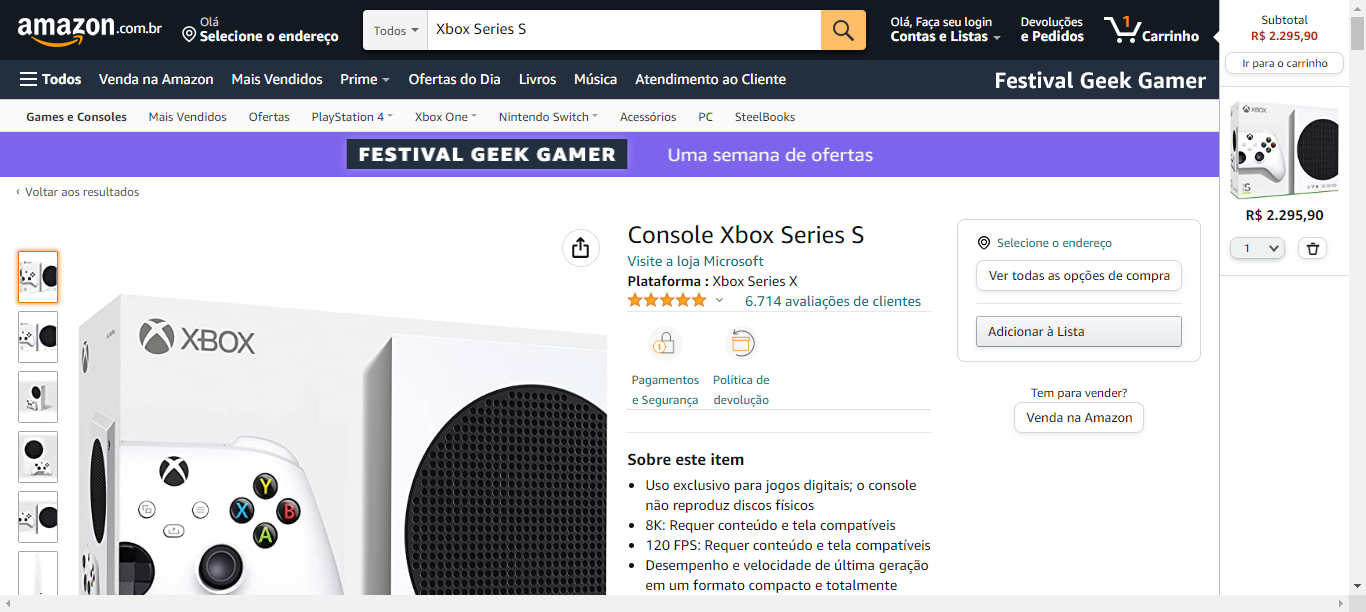 amazon.com.br
Olá
Selecione o endereço
Todos
Xbox Series S
Olá, Faça seu login
Contas e Listas
Devoluções
e Pedidos
1
Carrinho
Subtotal
R$ 2.295,90
Ir para o carrinho
Todos
Venda na Amazon
Mais Vendidos
Prime
Ofertas do Dia
Livros
Música
Atendimento ao Cliente
Festival Geek Gamer
Games e Consoles
Mais Vendidos
Ofertas
PlayStation 4
Xbox One
Nintendo Switch
Acessórios
PC
SteelBooks
FESTIVAL GEEK GAMER
Uma semana de ofertas
‹ Voltar aos resultados
XBOX
Y
X
B
A
Console Xbox Series S
Visite a loja Microsoft
Plataforma : Xbox Series X
6.714 avaliações de clientes
Pagamentos
e Segurança
Política de
devolução
Sobre este item
• Uso exclusivo para jogos digitais; o console
não reproduz discos físicos
• 8K: Requer conteúdo e tela compatíveis
• 120 FPS: Requer conteúdo e tela compatíveis
• Desempenho e velocidade de última geração
em um formato compacto e totalmente
Selecione o endereço
Ver todas as opções de compra
Adicionar à Lista
Tem para vender?
Venda na Amazon
XBOX
S
R$ 2.295,90
1